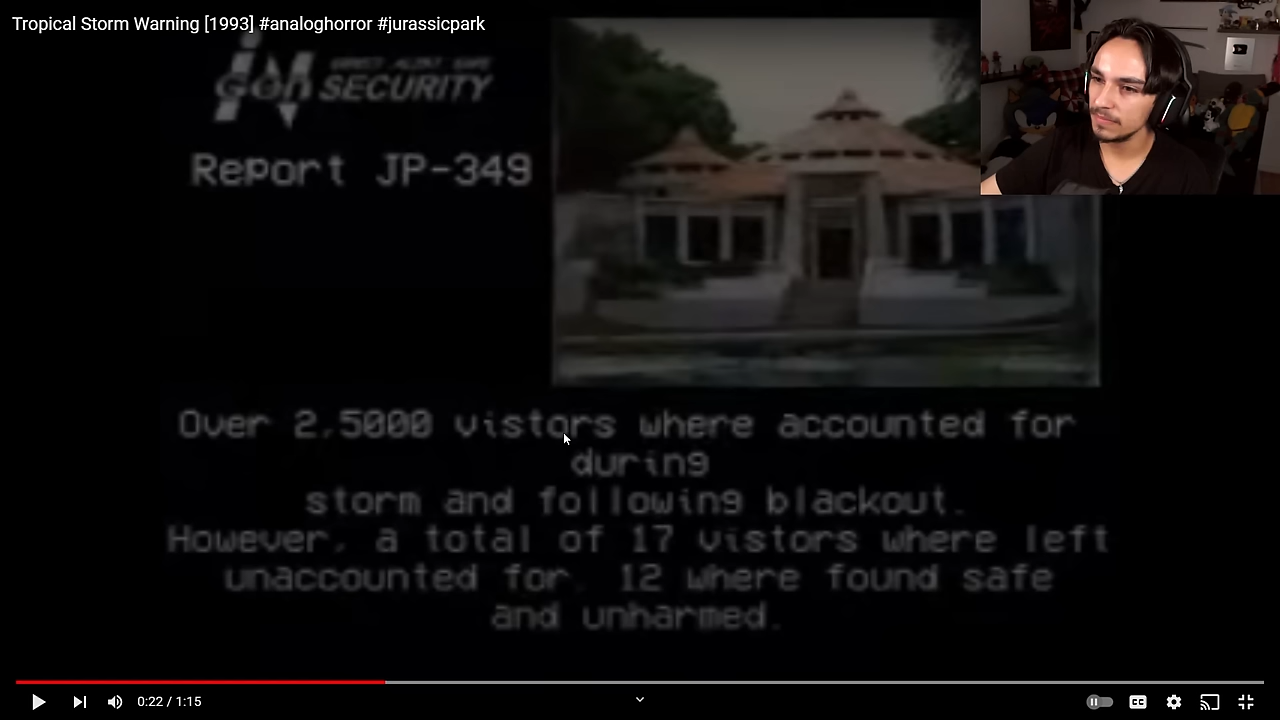 Tropical Storm Warning [1993] #analoghorror #jurassicpark
InGen SECURITY
Report JP-349
Over 2,5000 vistors where accounted for
during
storm and following blackout.
However, a total of 17 vistors where left
unaccounted for. 12 where found safe
and unharmed.
0:22 / 1:15
CC